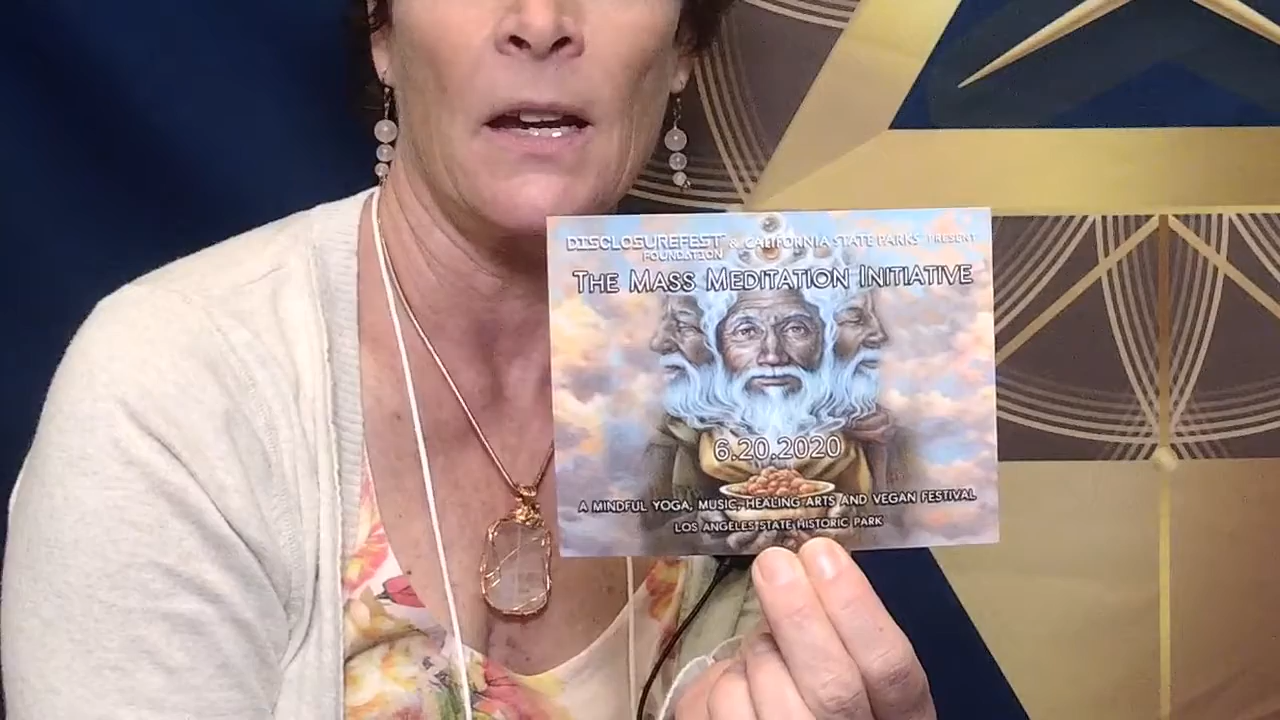 DISCLOSUREFEST & CALIFORNIA STATE PARKS PRESENT
FOUNDATION
THE MASS MEDITATION INITIATIVE
6.20.2020
A MINDFUL YOGA, MUSIC, HEALING ARTS AND VEGAN FESTIVAL
LOS ANGELES STATE HISTORIC PARK